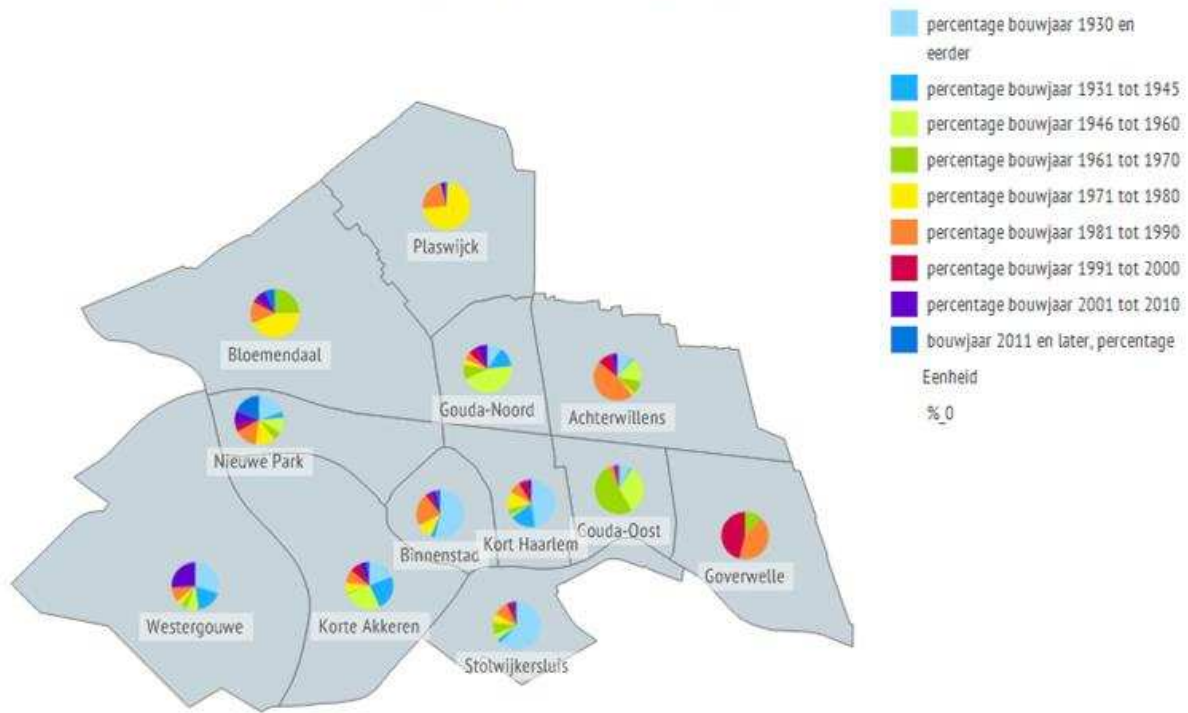 percentage bouwjaar 1930 en
eerder
percentage bouwjaar 1931 tot 1945
percentage bouwjaar 1946 tot 1960
percentage bouwjaar 1961 tot 1970
percentage bouwjaar 1971 tot 1980
percentage bouwjaar 1981 tot 1990
percentage bouwjaar 1991 tot 2000
percentage bouwjaar 2001 tot 2010
bouwjaar 2011 en later, percentage
Eenheid
%_0
Plaswijck
Bloemendaal
Gouda-Noord
Achterwillens
Nieuwe Park
Binnenstad
Kort Haarlem
Gouda-Oost
Goverwelle
Westergouwe
Korte Akkeren
Stolwijkersluis